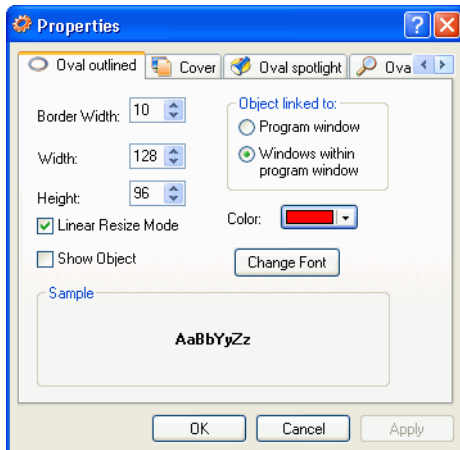 Properties
Oval outlined
Cover
Oval spotlight
Ova
Border Width: 10
Width: 128
Height: 96
Linear Resize Mode
Show Object
Object linked to:
Program window
Windows within
program window
Color:
Change Font
Sample
AaBbYyZz
OK
Cancel
Apply